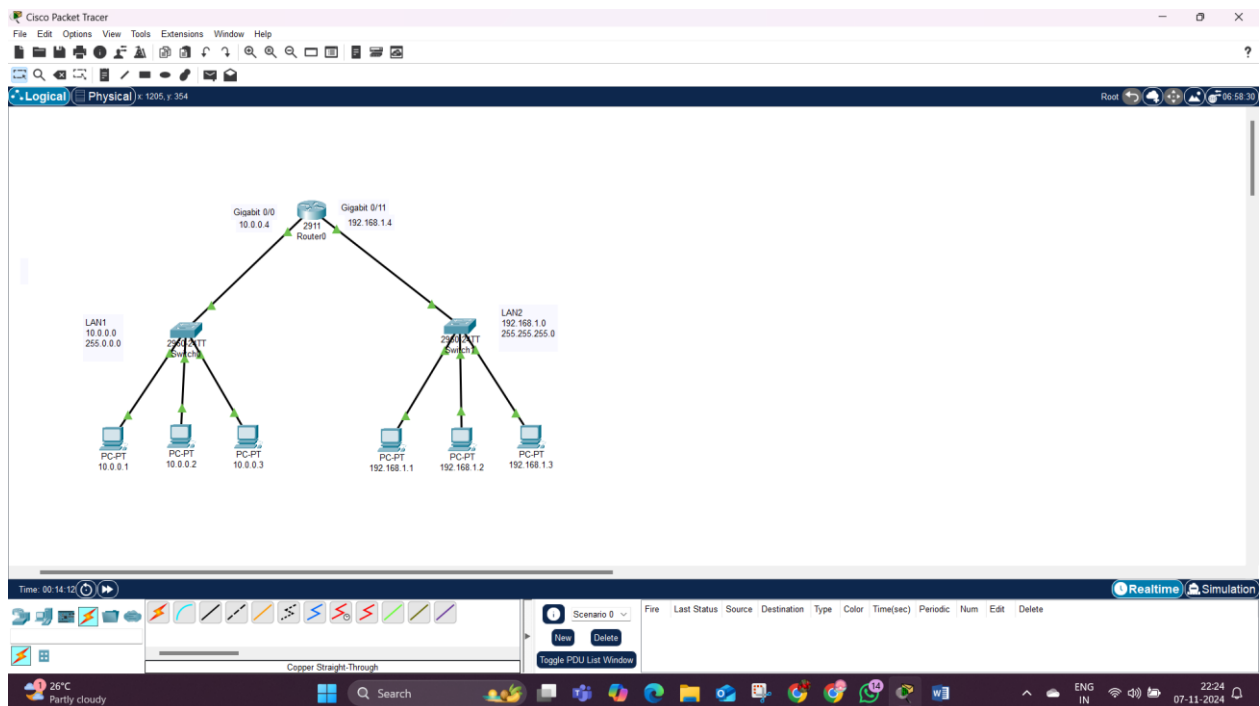 Cisco Packet Tracer
File Edit Options View Tools Extensions Window Help
?
Logical Physical x: 1205, y: 354 Root 06:58:30
Gigabit 0/0
10.0.0.4
Gigabit 0/11
192.168.1.4
2911
Router0
LAN1
10.0.0.0
255.0.0.0
2960-24TT
LAN2
192.168.1.0
255.255.255.0
2960-24TT
PC-PT
10.0.0.1
PC-PT
10.0.0.2
PC-PT
10.0.0.3
PC-PT
192.168.1.1
PC-PT
192.168.1.2
PC-PT
192.168.1.3
Time: 00:14:12 Realtime Simulation
Scenario 0
New Delete
Toggle PDU List Window
Fire Last Status Source Destination Type Color Time(sec) Periodic Num Edit Delete
Copper Straight-Through
1
26°C
Partly cloudy
Search
14
ENG
IN
22:24
07-11-2024